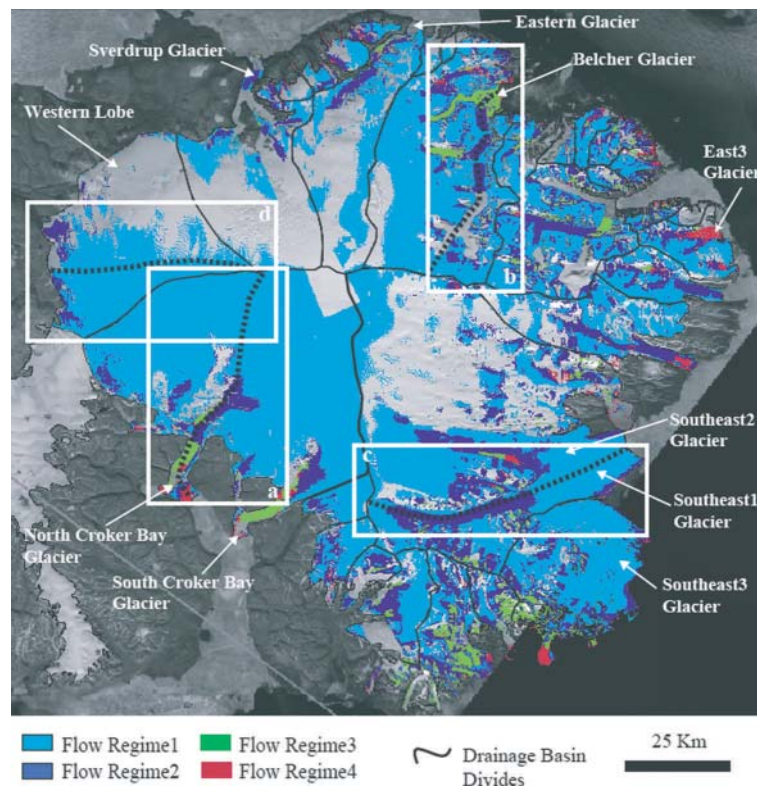 Eastern Glacier
Sverdrup Glacier
Belcher Glacier
Western Lobe
East3
Glacier
d
b
Southeast2
Glacier
c
a
Southeast1
Glacier
North Croker Bay
Glacier
South Croker Bay
Glacier
Southeast3
Glacier
Flow Regime1
Flow Regime3
Drainage Basin
Divides
25 Km
Flow Regime2
Flow Regime4